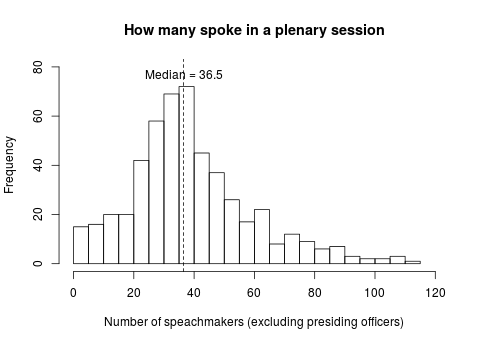 How many spoke in a plenary session
Median = 36.5
80
60
40
20
0
Frequency
0 20 40 60 80 100 120
Number of speachmakers (excluding presiding officers)